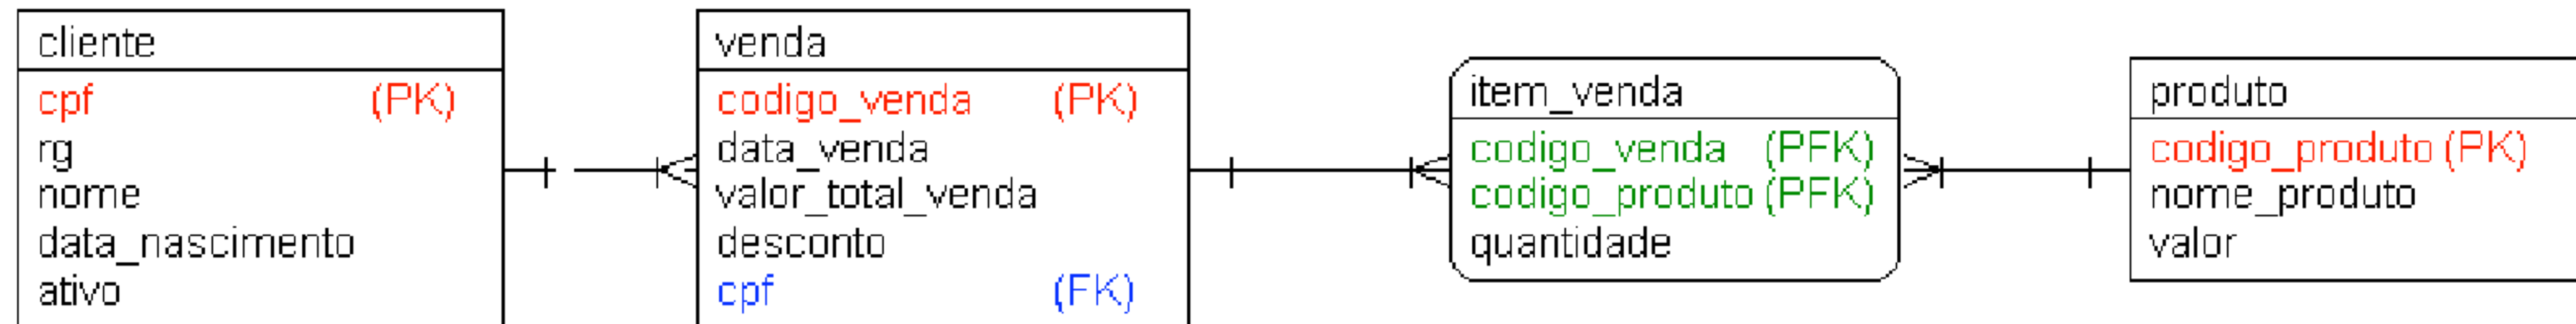 cliente
cpf (PK)
rg
nome
data_nascimento
ativo
venda
codigo_venda (PK)
data_venda
valor_total_venda
desconto
cpf (FK)
item_venda
codigo_venda (PFK)
codigo_produto (PFK)
quantidade
produto
codigo_produto (PK)
nome_produto
valor